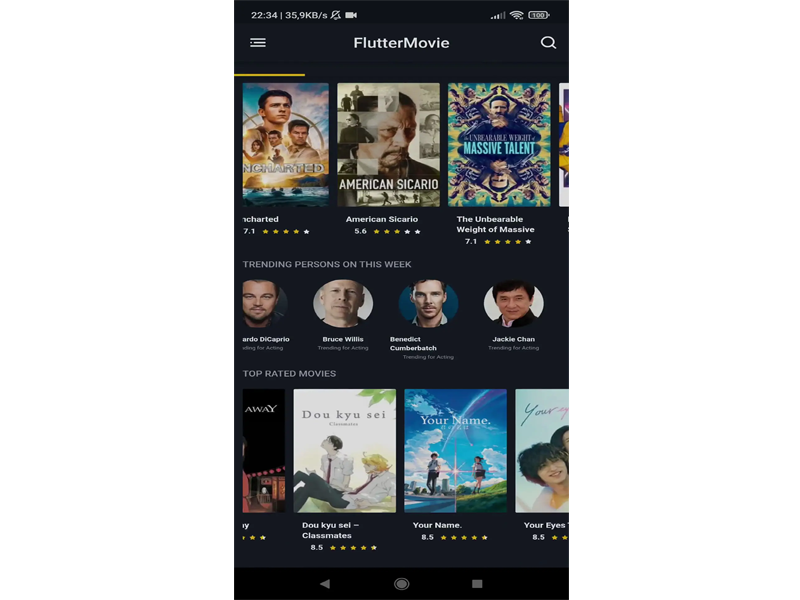 22:34 | 35,9KB/s
100
FlutterMovie
NCHARTED
AMERICAN SICARIO
THE UNBEARABLE WEIGHT of
MASSIVE TALENT
ncharted
7.1
American Sicario
5.6
The Unbearable
Weight of Massive
7.1
TRENDING PERSONS ON THIS WEEK
ardo DiCaprio
ding for Acting
Bruce Willis
Trending for Acting
Benedict
Cumberbatch
Trending for Acting
Jackie Chan
Trending for Acting
TOP RATED MOVIES
AWAY
Dou kyu sei
Classmates
Your Name.
Your ey
ay
Dou kyu sei –
Classmates
8.5
Your Name.
8.5
Your Eyes
8.5